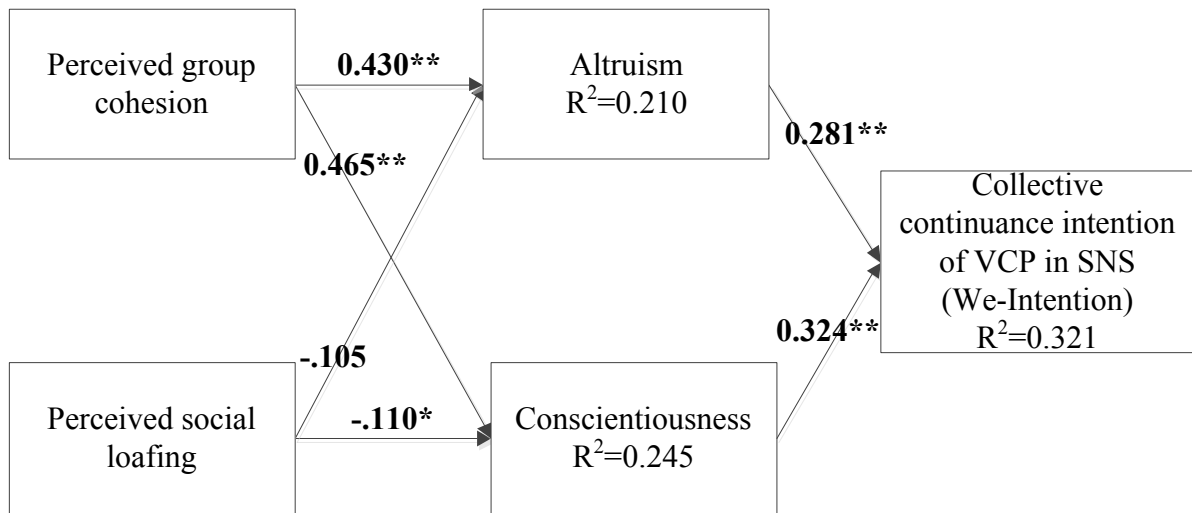 Perceived group
cohesion
0.430**
Altruism
R²=0.210
0.465**
0.281**
Collective
continuance intention
of VCP in SNS
(We-Intention)
R²=0.321
0.324**
-.105
Perceived social
loafing
-.110*
Conscientiousness
R²=0.245